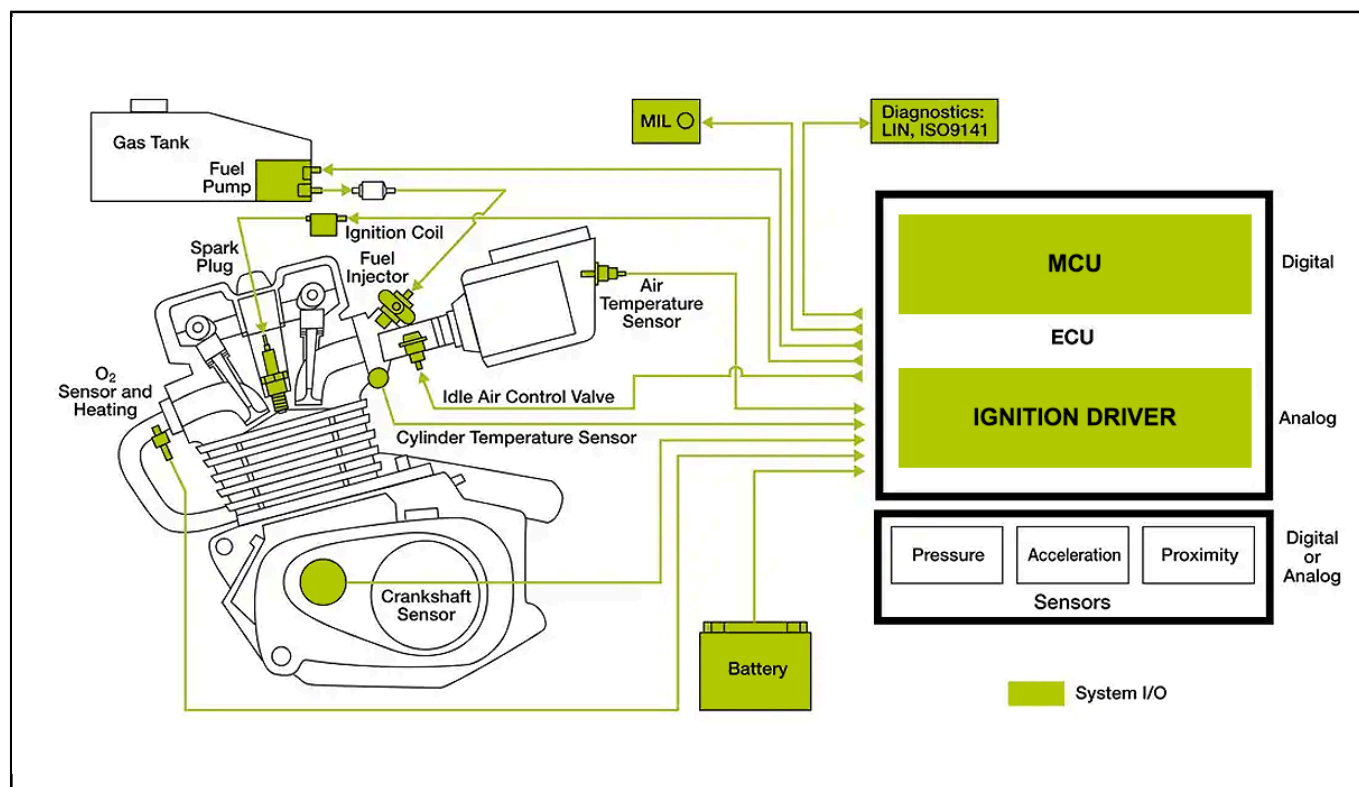 Gas Tank
Fuel
Pump
MIL
Diagnostics:
LIN, ISO9141
Ignition Coil
Spark
Plug
Fuel
Injector
Air
Temperature
Sensor
MCU
Digital
ECU
O₂
Sensor and
Heating
Idle Air Control Valve
IGNITION DRIVER
Analog
Cylinder Temperature Sensor
Pressure
Acceleration
Proximity
Sensors
Digital
or
Analog
Crankshaft
Sensor
Battery
System I/O